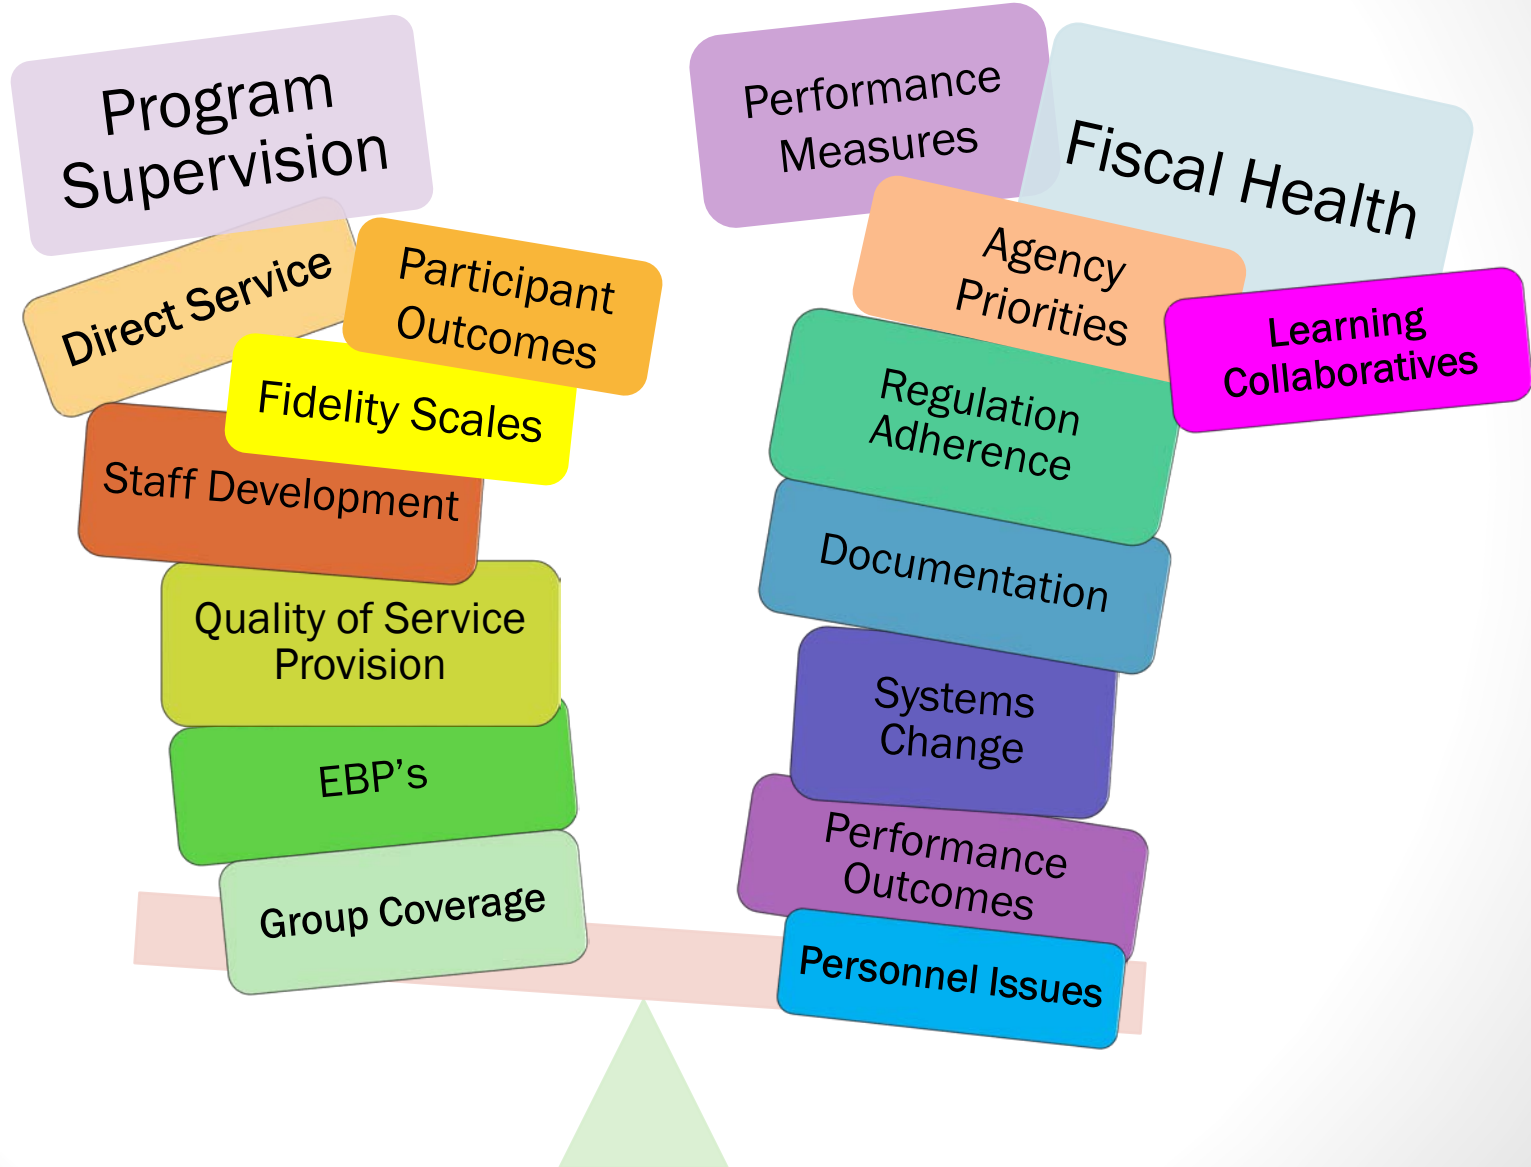 Program
Supervision
Direct Service
Participant
Outcomes
Fidelity Scales
Staff Development
Quality of Service
Provision
EBP’s
Group Coverage
Performance
Measures
Fiscal Health
Agency
Priorities
Learning
Collaboratives
Regulation
Adherence
Documentation
Systems
Change
Performance
Outcomes
Personnel Issues